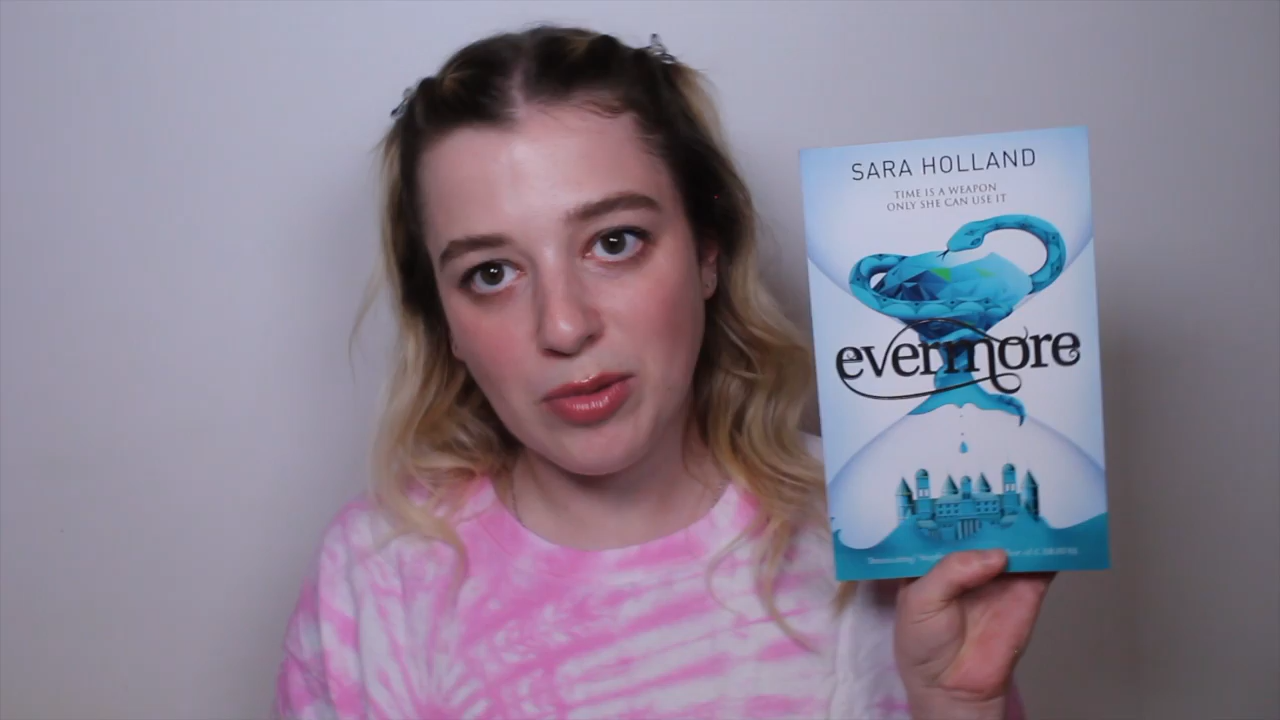 SARA HOLLAND
TIME IS A WEAPON
ONLY SHE CAN USE IT
evermore